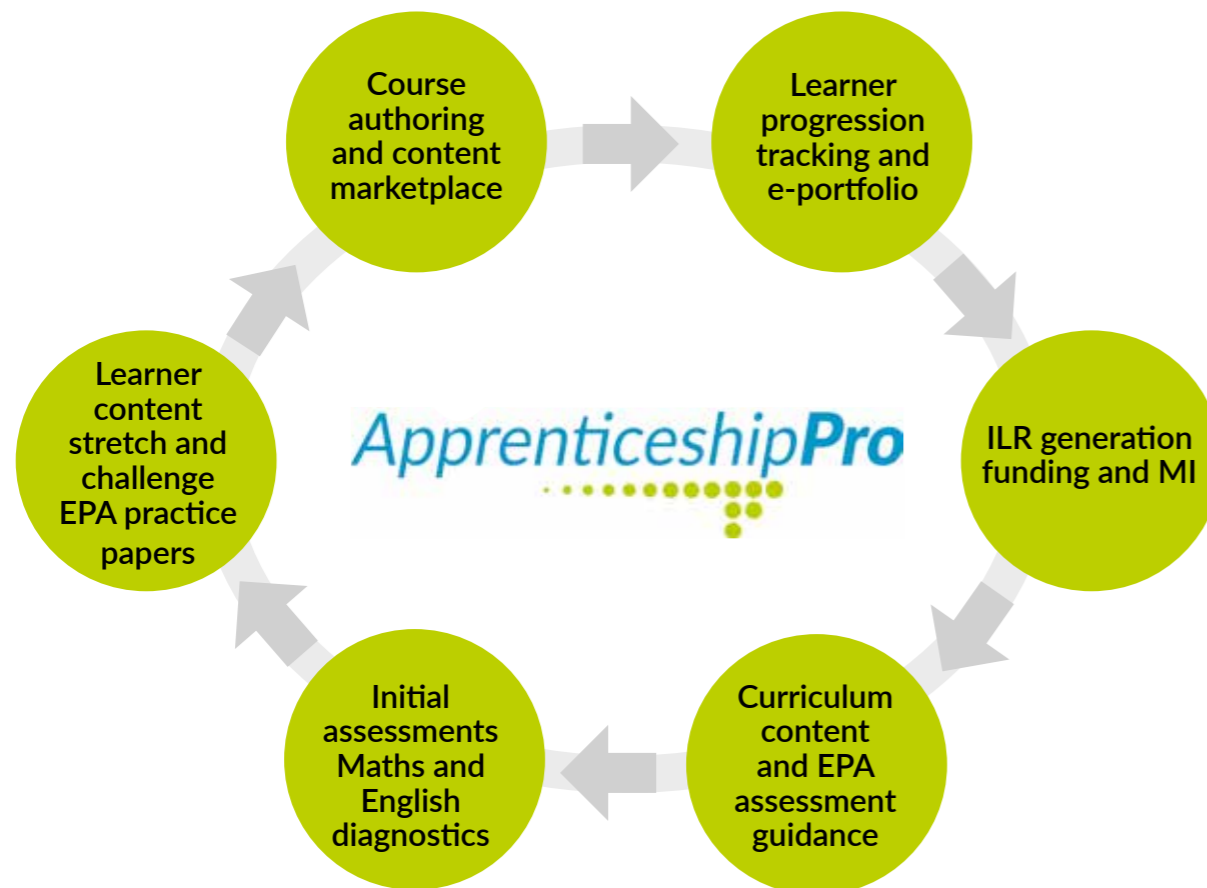 Course
authoring
and content
marketplace
Learner
progression
tracking and
e-portfolio
ILR generation
funding and MI
Curriculum
content
and EPA
assessment
guidance
Initial
assessments
Maths and
English
diagnostics
Learner
content
stretch and
challenge
EPA practice
papers
ApprenticeshipPro